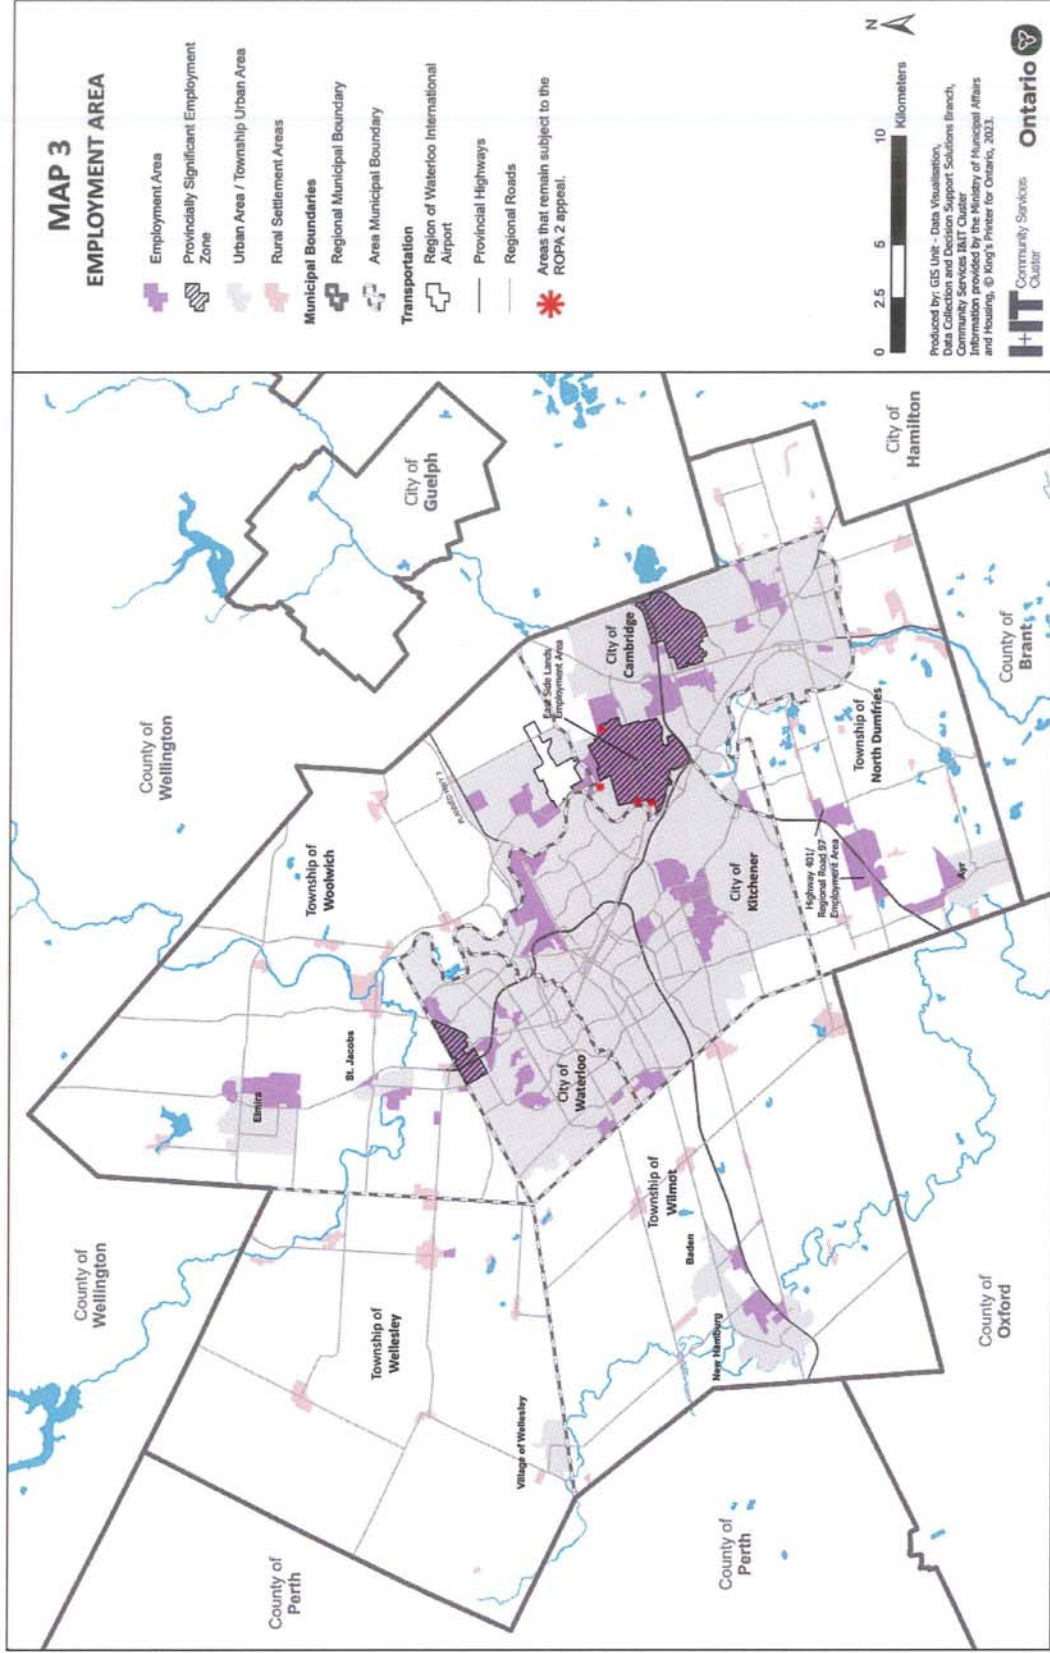 MAP 3
EMPLOYMENT AREA
Employment Area
Provincially Significant Employment
Zone
Urban Area / Township Urban Area
Rural Settlement Areas
Municipal Boundaries
Regional Municipal Boundary
Area Municipal Boundary
Transportation
Region of Waterloo International
Airport
Provincial Highways
Regional Roads
Areas that remain subject to the
ROPA 2 appeal.
N
0
2.5
5
10
Kilometers
Produced by: GIS Unit - Data Visualisation,
Data Collection and Decision Support Solutions Branch,
Community Services I&IT Cluster
Information provided by the Ministry of Municipal Affairs
and Housing, © King's Printer for Ontario, 2023.
I+IT
Community Services
Cluster
Ontario
County of
Wellington
County of
Wellington
City of
Guelph
City of
Hamilton
Township of
Woolwich
PLANNED HWY 7
East Side Lands
Employment Area
City of
Cambridge
St. Jacobs
Elmira
City of
Waterloo
City of
Kitchener
Township of
North Dumfries
Highway 401/
Regional Road 97
Employment Area
Ayr
County of
Brant
Township of
Wellesley
Village of Wellesley
Township of
Wilmot
Baden
New Hamburg
County of
Oxford
County of
Perth
County of
Perth